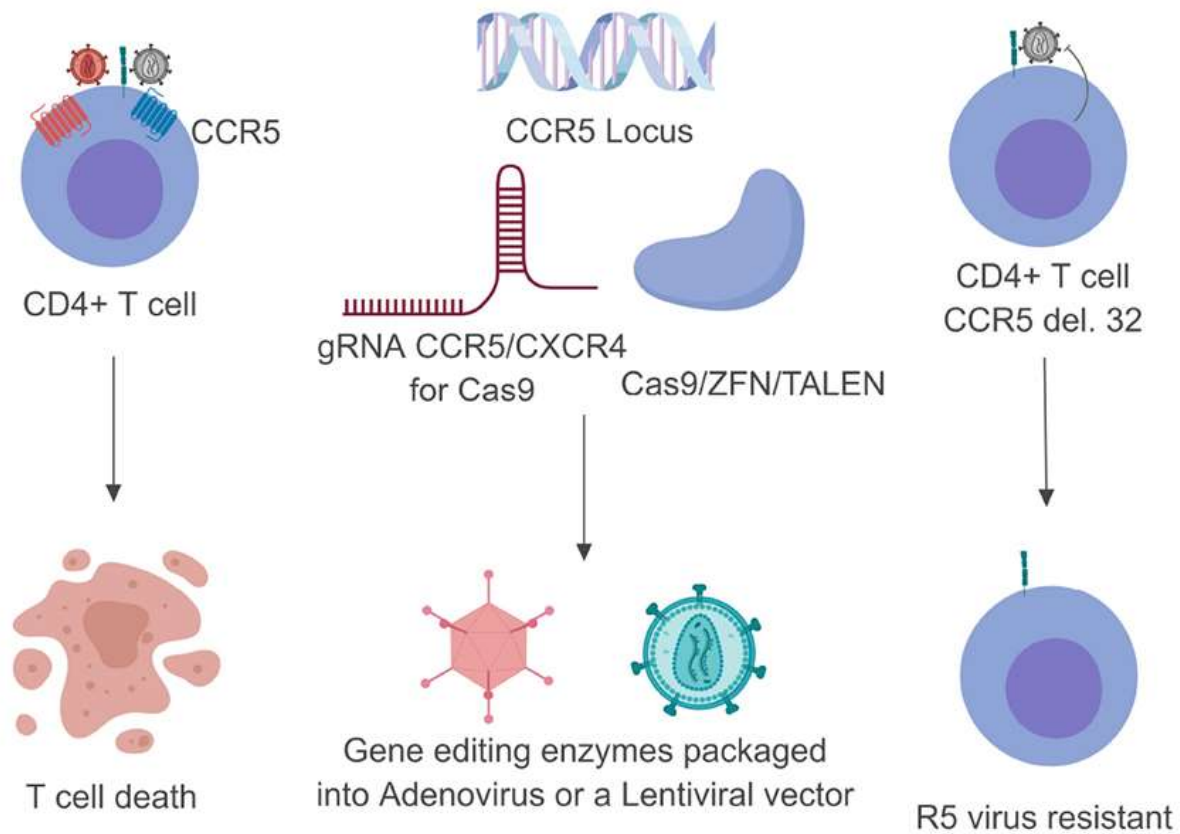 CCR5
CD4+ T cell
T cell death
CCR5 Locus
gRNA CCR5/CXCR4
for Cas9
Cas9/ZFN/TALEN
Gene editing enzymes packaged
into Adenovirus or a Lentiviral vector
CD4+ T cell
CCR5 del. 32
R5 virus resistant